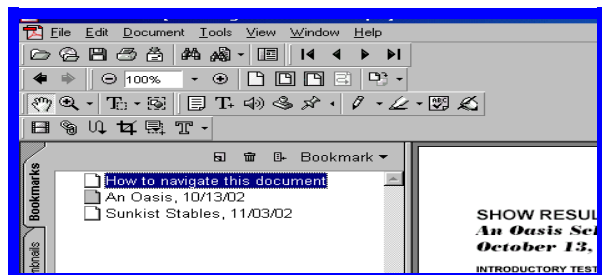 File Edit Document Tools View Window Help
100%
Bookmark
Bookmarks
How to navigate this document
An Oasis, 10/13/02
Sunkist Stables, 11/03/02
SHOW RESUL
An Oasis Sc
October 13,
INTRODUCTORY TEST